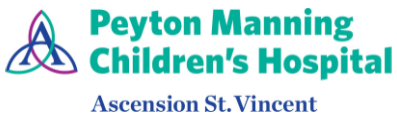 Peyton Manning
Children's Hospital
Ascension St. Vincent